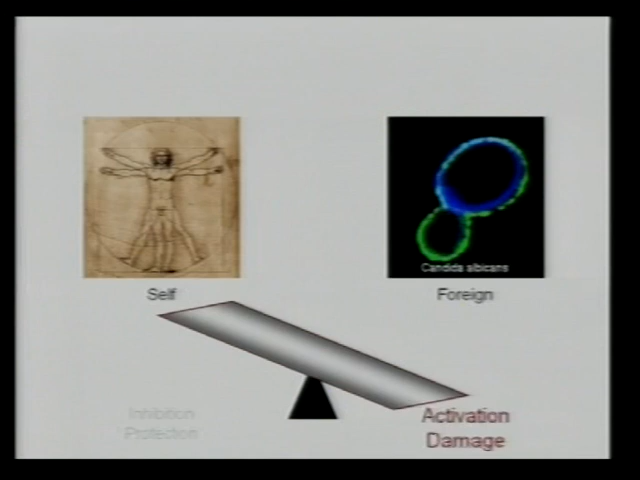 Candida albicans
Self
Foreign
Inhibition
Protection
Activation
Damage